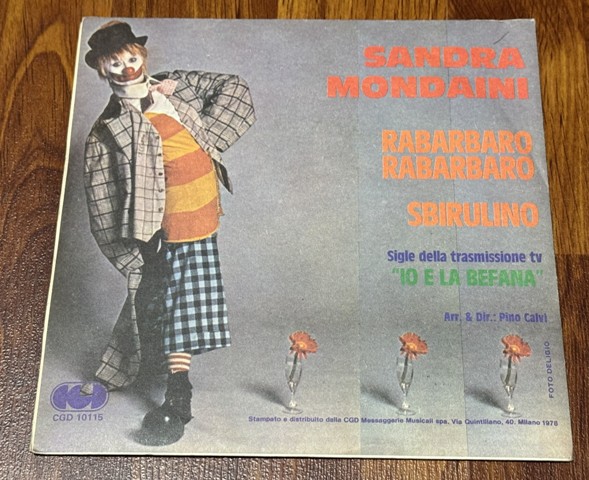 SANDRA
MONDAINI
RABARBARO
RABARBARO
SBIRULINO
Sigle della trasmissione tv
"IO E LA BEFANA"
Arr. & Dir.: Pino Calvi
FOTO DELIGIO
CGD
CGD 10115
Stampato e distribuito dalla CGD Messaggerie Musicali spa. Via Quintiliano, 40. Milano 1978